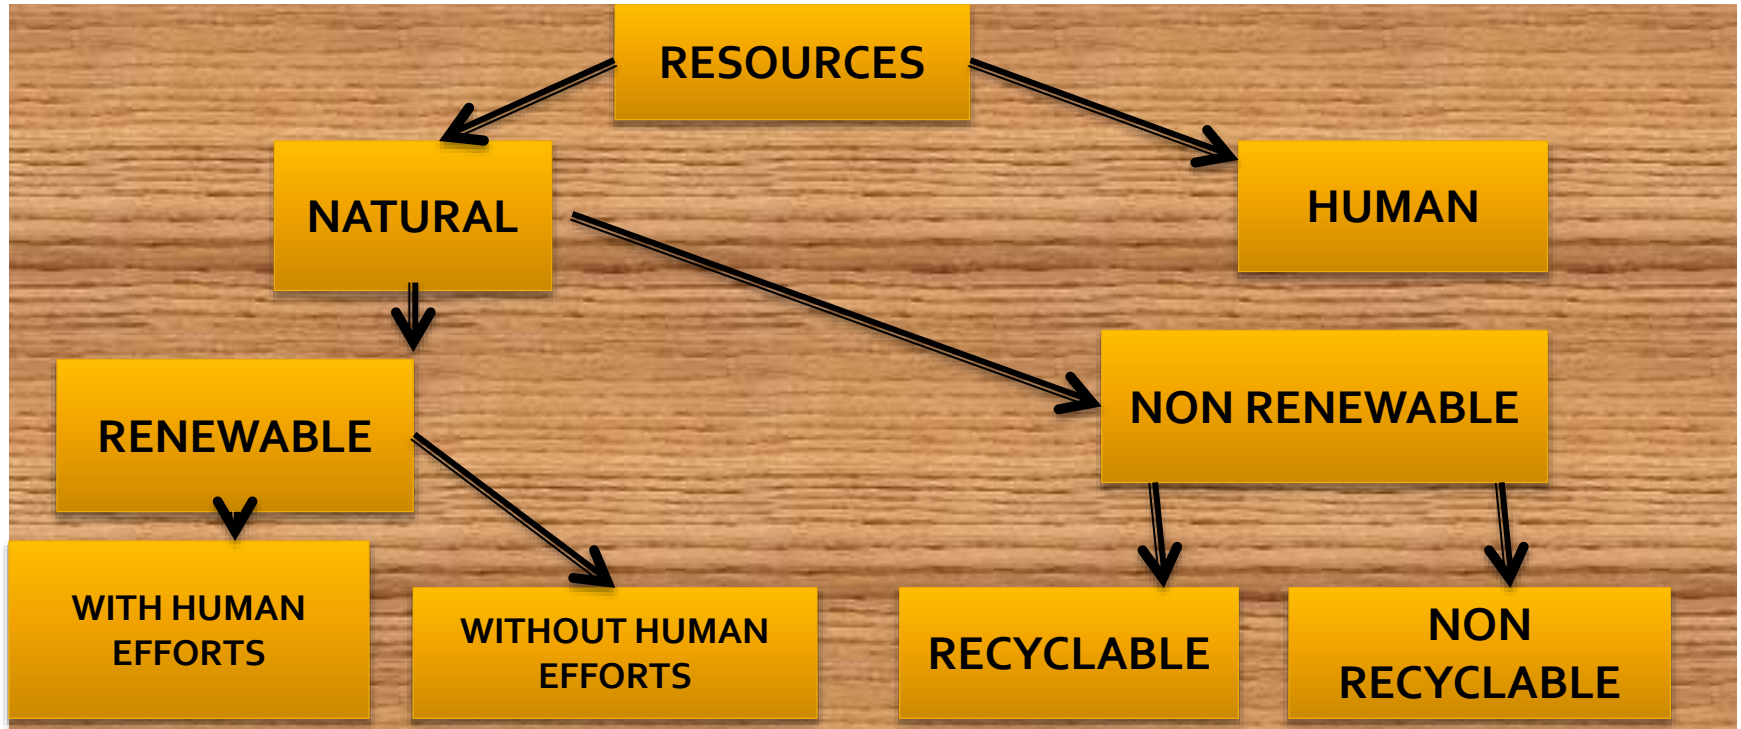 RESOURCES
NATURAL
HUMAN
RENEWABLE
NON RENEWABLE
WITH HUMAN
EFFORTS
WITHOUT HUMAN
EFFORTS
RECYCLABLE
NON
RECYCLABLE